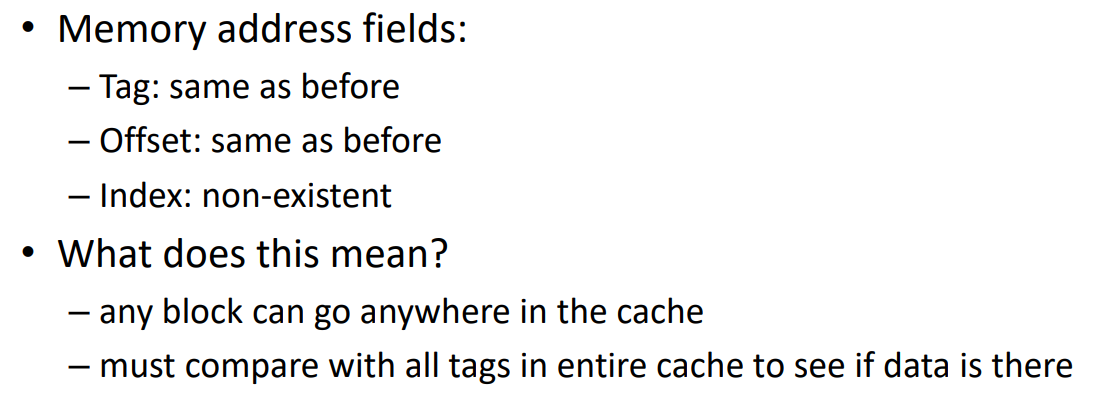 • Memory address fields:
– Tag: same as before
– Offset: same as before
– Index: non-existent
• What does this mean?
– any block can go anywhere in the cache
– must compare with all tags in entire cache to see if data is there